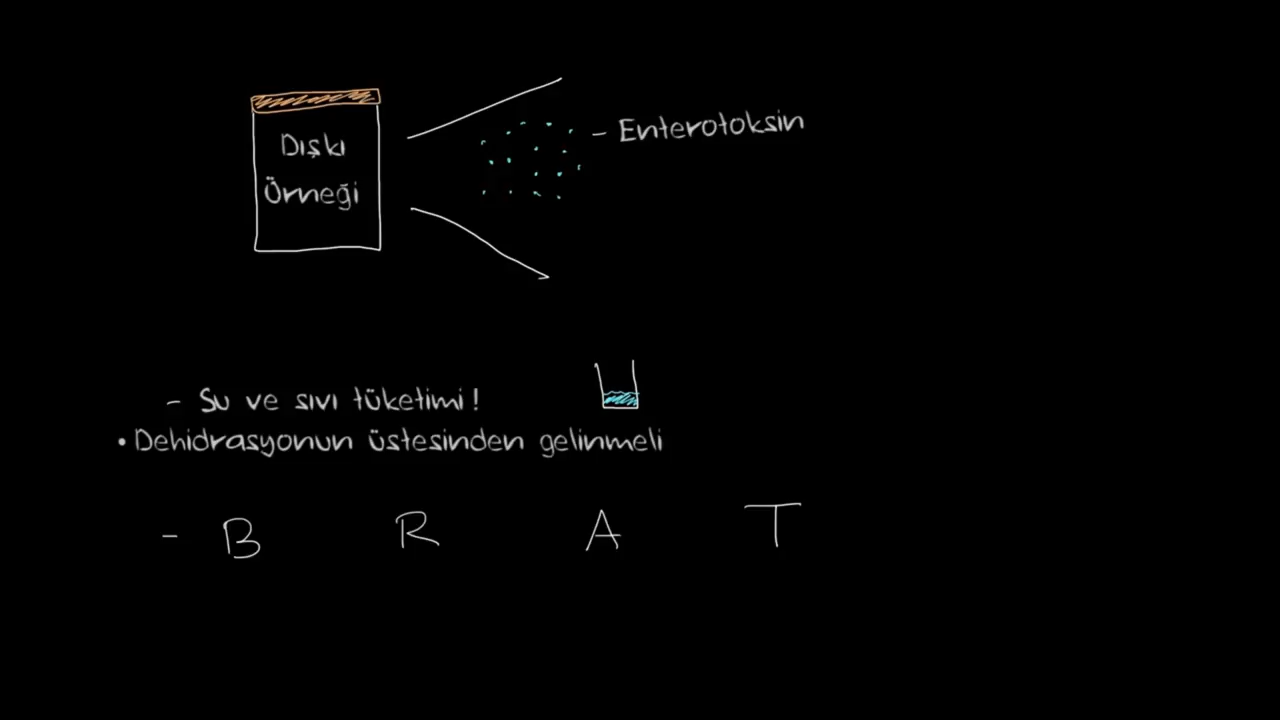 Dışkı
Örneği
- Enterotoksin
- Su ve sıvı tüketimi!
• Dehidrasyonun üstesinden gelinmeli
- B R A T